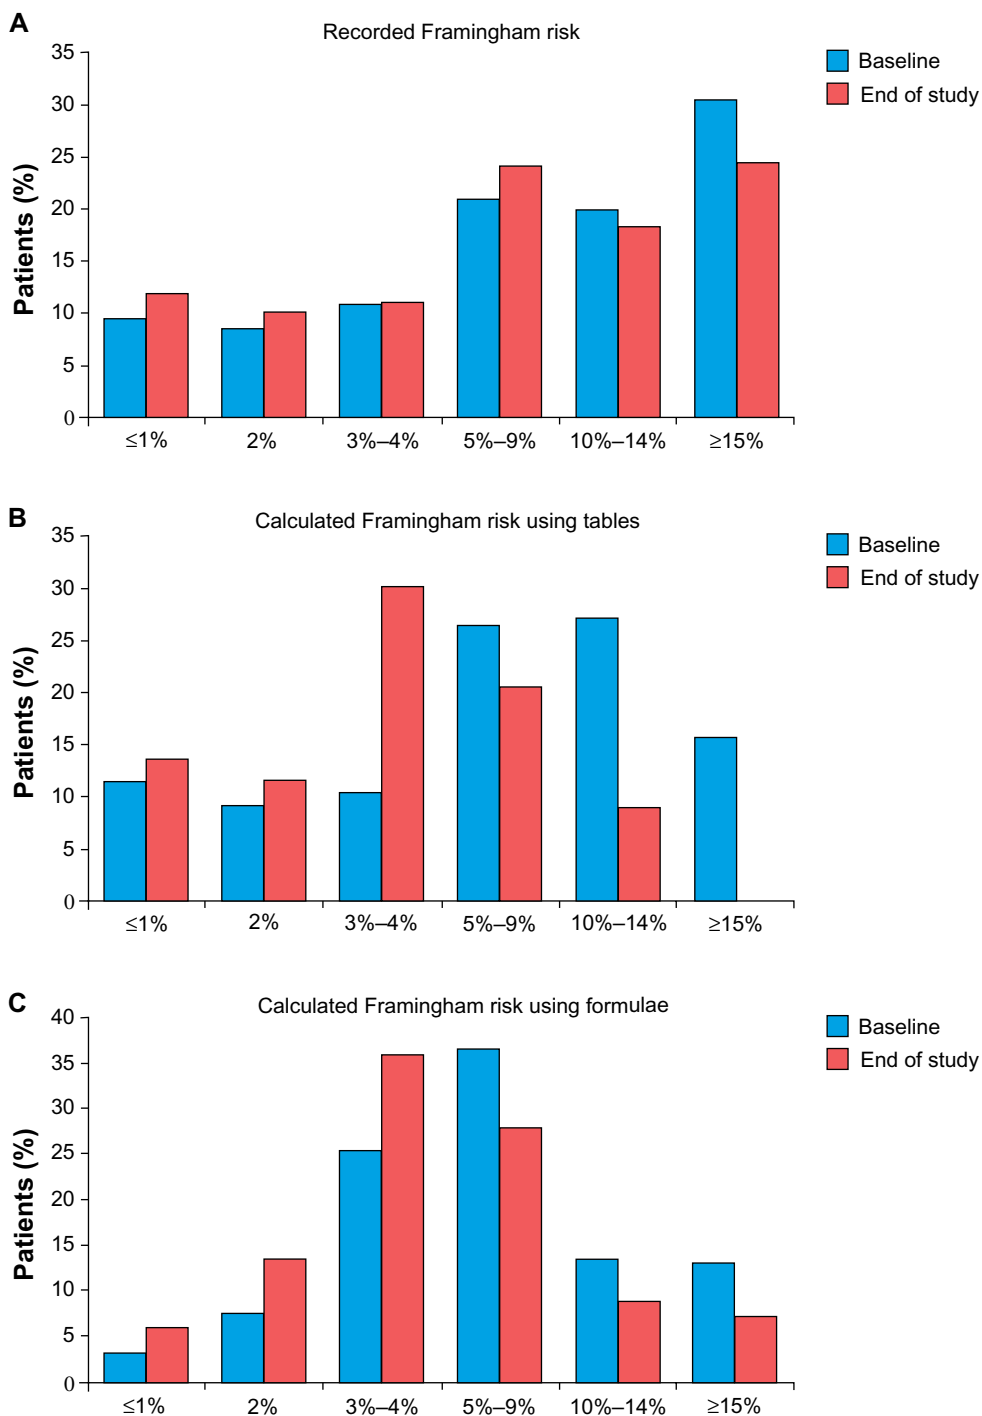 A
Recorded Framingham risk
Baseline
End of study
Patients (%)
35
30
25
20
15
10
5
0
≤1% 2% 3%–4% 5%–9% 10%–14% ≥15%
B
Calculated Framingham risk using tables
Baseline
End of study
Patients (%)
35
30
25
20
15
10
5
0
≤1% 2% 3%–4% 5%–9% 10%–14% ≥15%
C
Calculated Framingham risk using formulae
Baseline
End of study
Patients (%)
40
35
30
25
20
15
10
5
0
≤1% 2% 3%–4% 5%–9% 10%–14% ≥15%